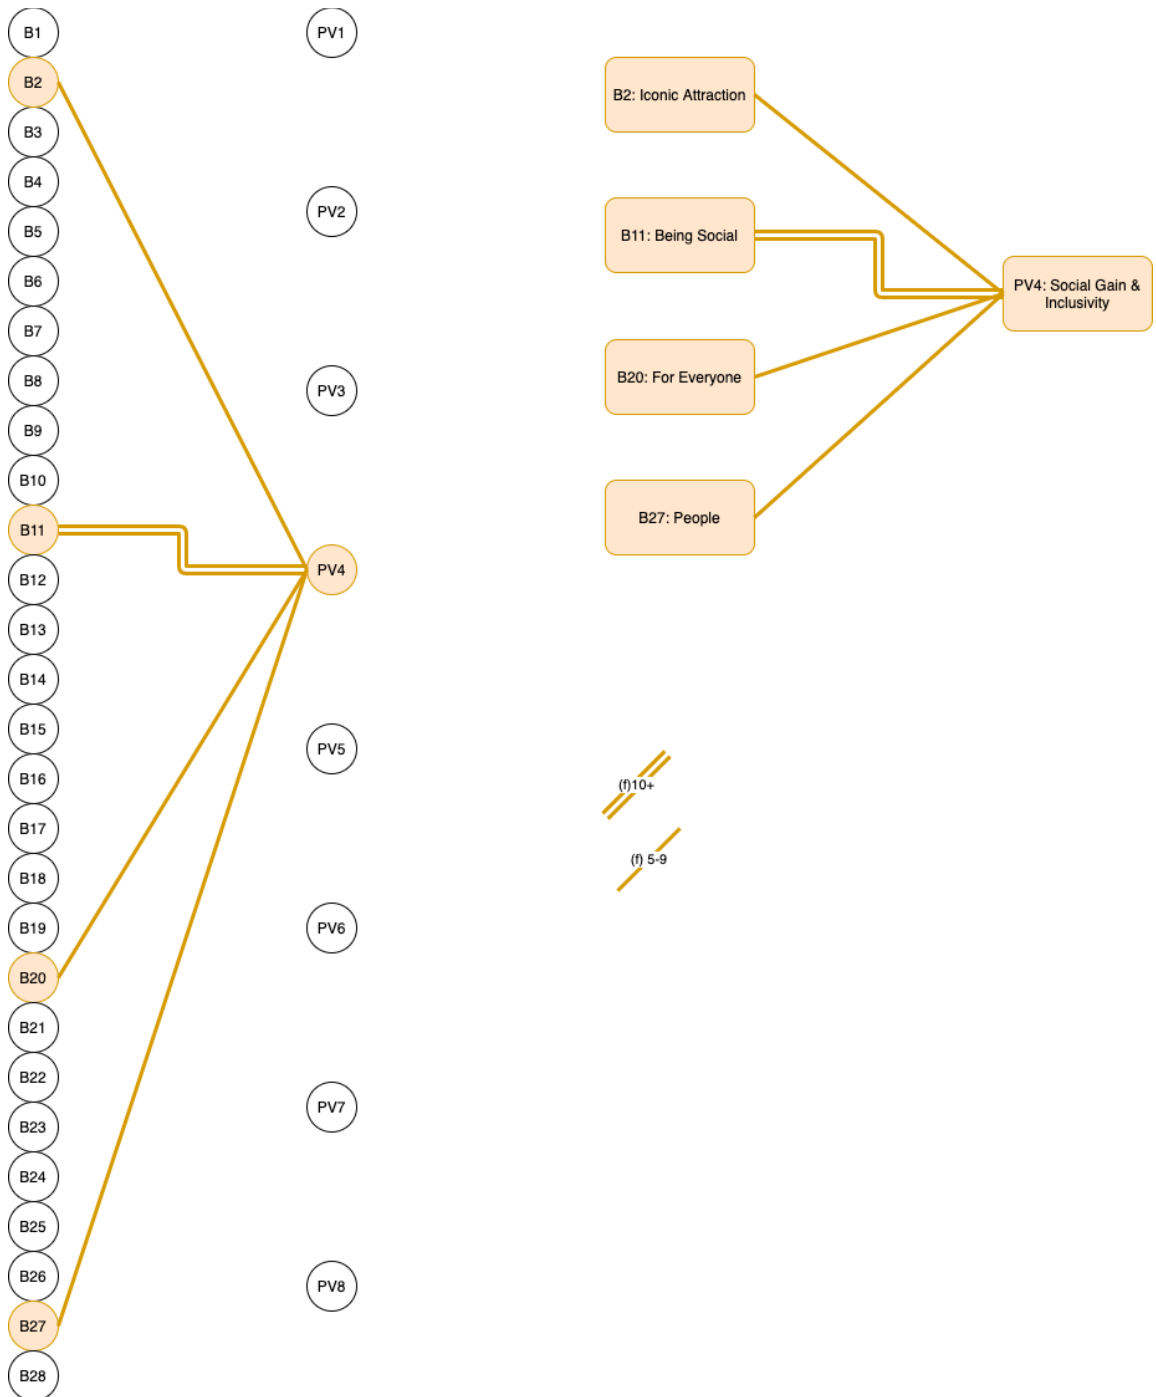 B1
B2
B3
B4
B5
B6
B7
B8
B9
B10
B11
B12
B13
B14
B15
B16
B17
B18
B19
B20
B21
B22
B23
B24
B25
B26
B27
B28
PV1
PV2
PV3
PV4
PV5
PV6
PV7
PV8
B2: Iconic Attraction
B11: Being Social
B20: For Everyone
B27: People
PV4: Social Gain &
Inclusivity
(f)10+
(f) 5-9